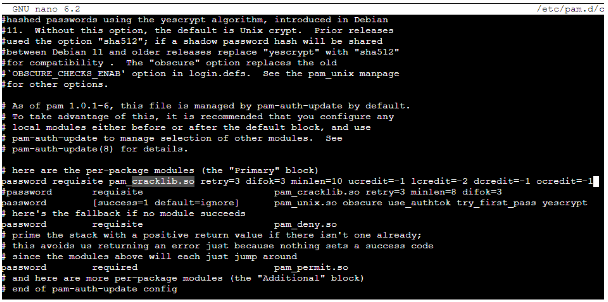 GNU nano 6.2 /etc/pam.d/c
#hashed passwords using the yescrypt algorithm, introduced in Debian
#11. Without this option, the default is Unix crypt. Prior releases
#used the option "sha512"; if a shadow password hash will be shared
#between Debian 11 and older releases replace "yescrypt" with "sha512"
#for compatibility . The "obscure" option replaces the old
#`OBSCURE_CHECKS_ENAB' option in login.defs. See the pam_unix manpage
#for other options.
# As of pam 1.0.1-6, this file is managed by pam-auth-update by default.
# To take advantage of this, it is recommended that you configure any
# local modules either before or after the default block, and use
# pam-auth-update to manage selection of other modules. See
# pam-auth-update(8) for details.
# here are the per-package modules (the "Primary" block)
password requisite pam_cracklib.so retry=3 difok=3 minlen=10 ucredit=-1 lcredit=-2 dcredit=-1 ocredit=-1
#password requisite pam_cracklib.so retry=3 minlen=8 difok=3
password [success=1 default=ignore] pam_unix.so obscure use_authtok try_first_pass yescrypt
# here's the fallback if no module succeeds
password requisite pam_deny.so
# prime the stack with a positive return value if there isn't one already;
# this avoids us returning an error just because nothing sets a success code
# since the modules above will each just jump around
password required pam_permit.so
# and here are more per-package modules (the "Additional" block)
# end of pam-auth-update config